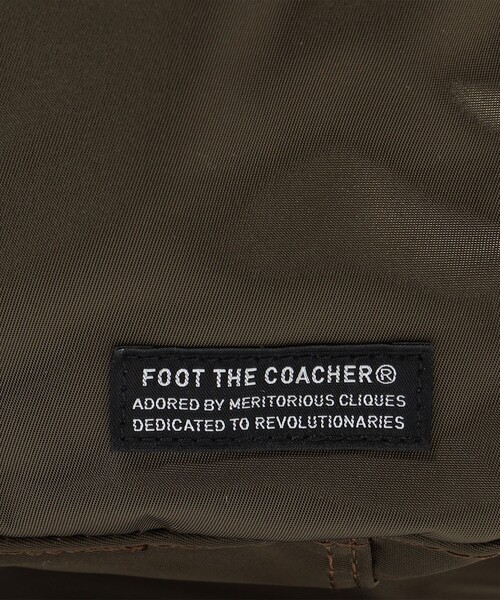 FOOT THE COACHER®
ADORED BY MERITORIOUS CLIQUES
DEDICATED TO REVOLUTIONARIES